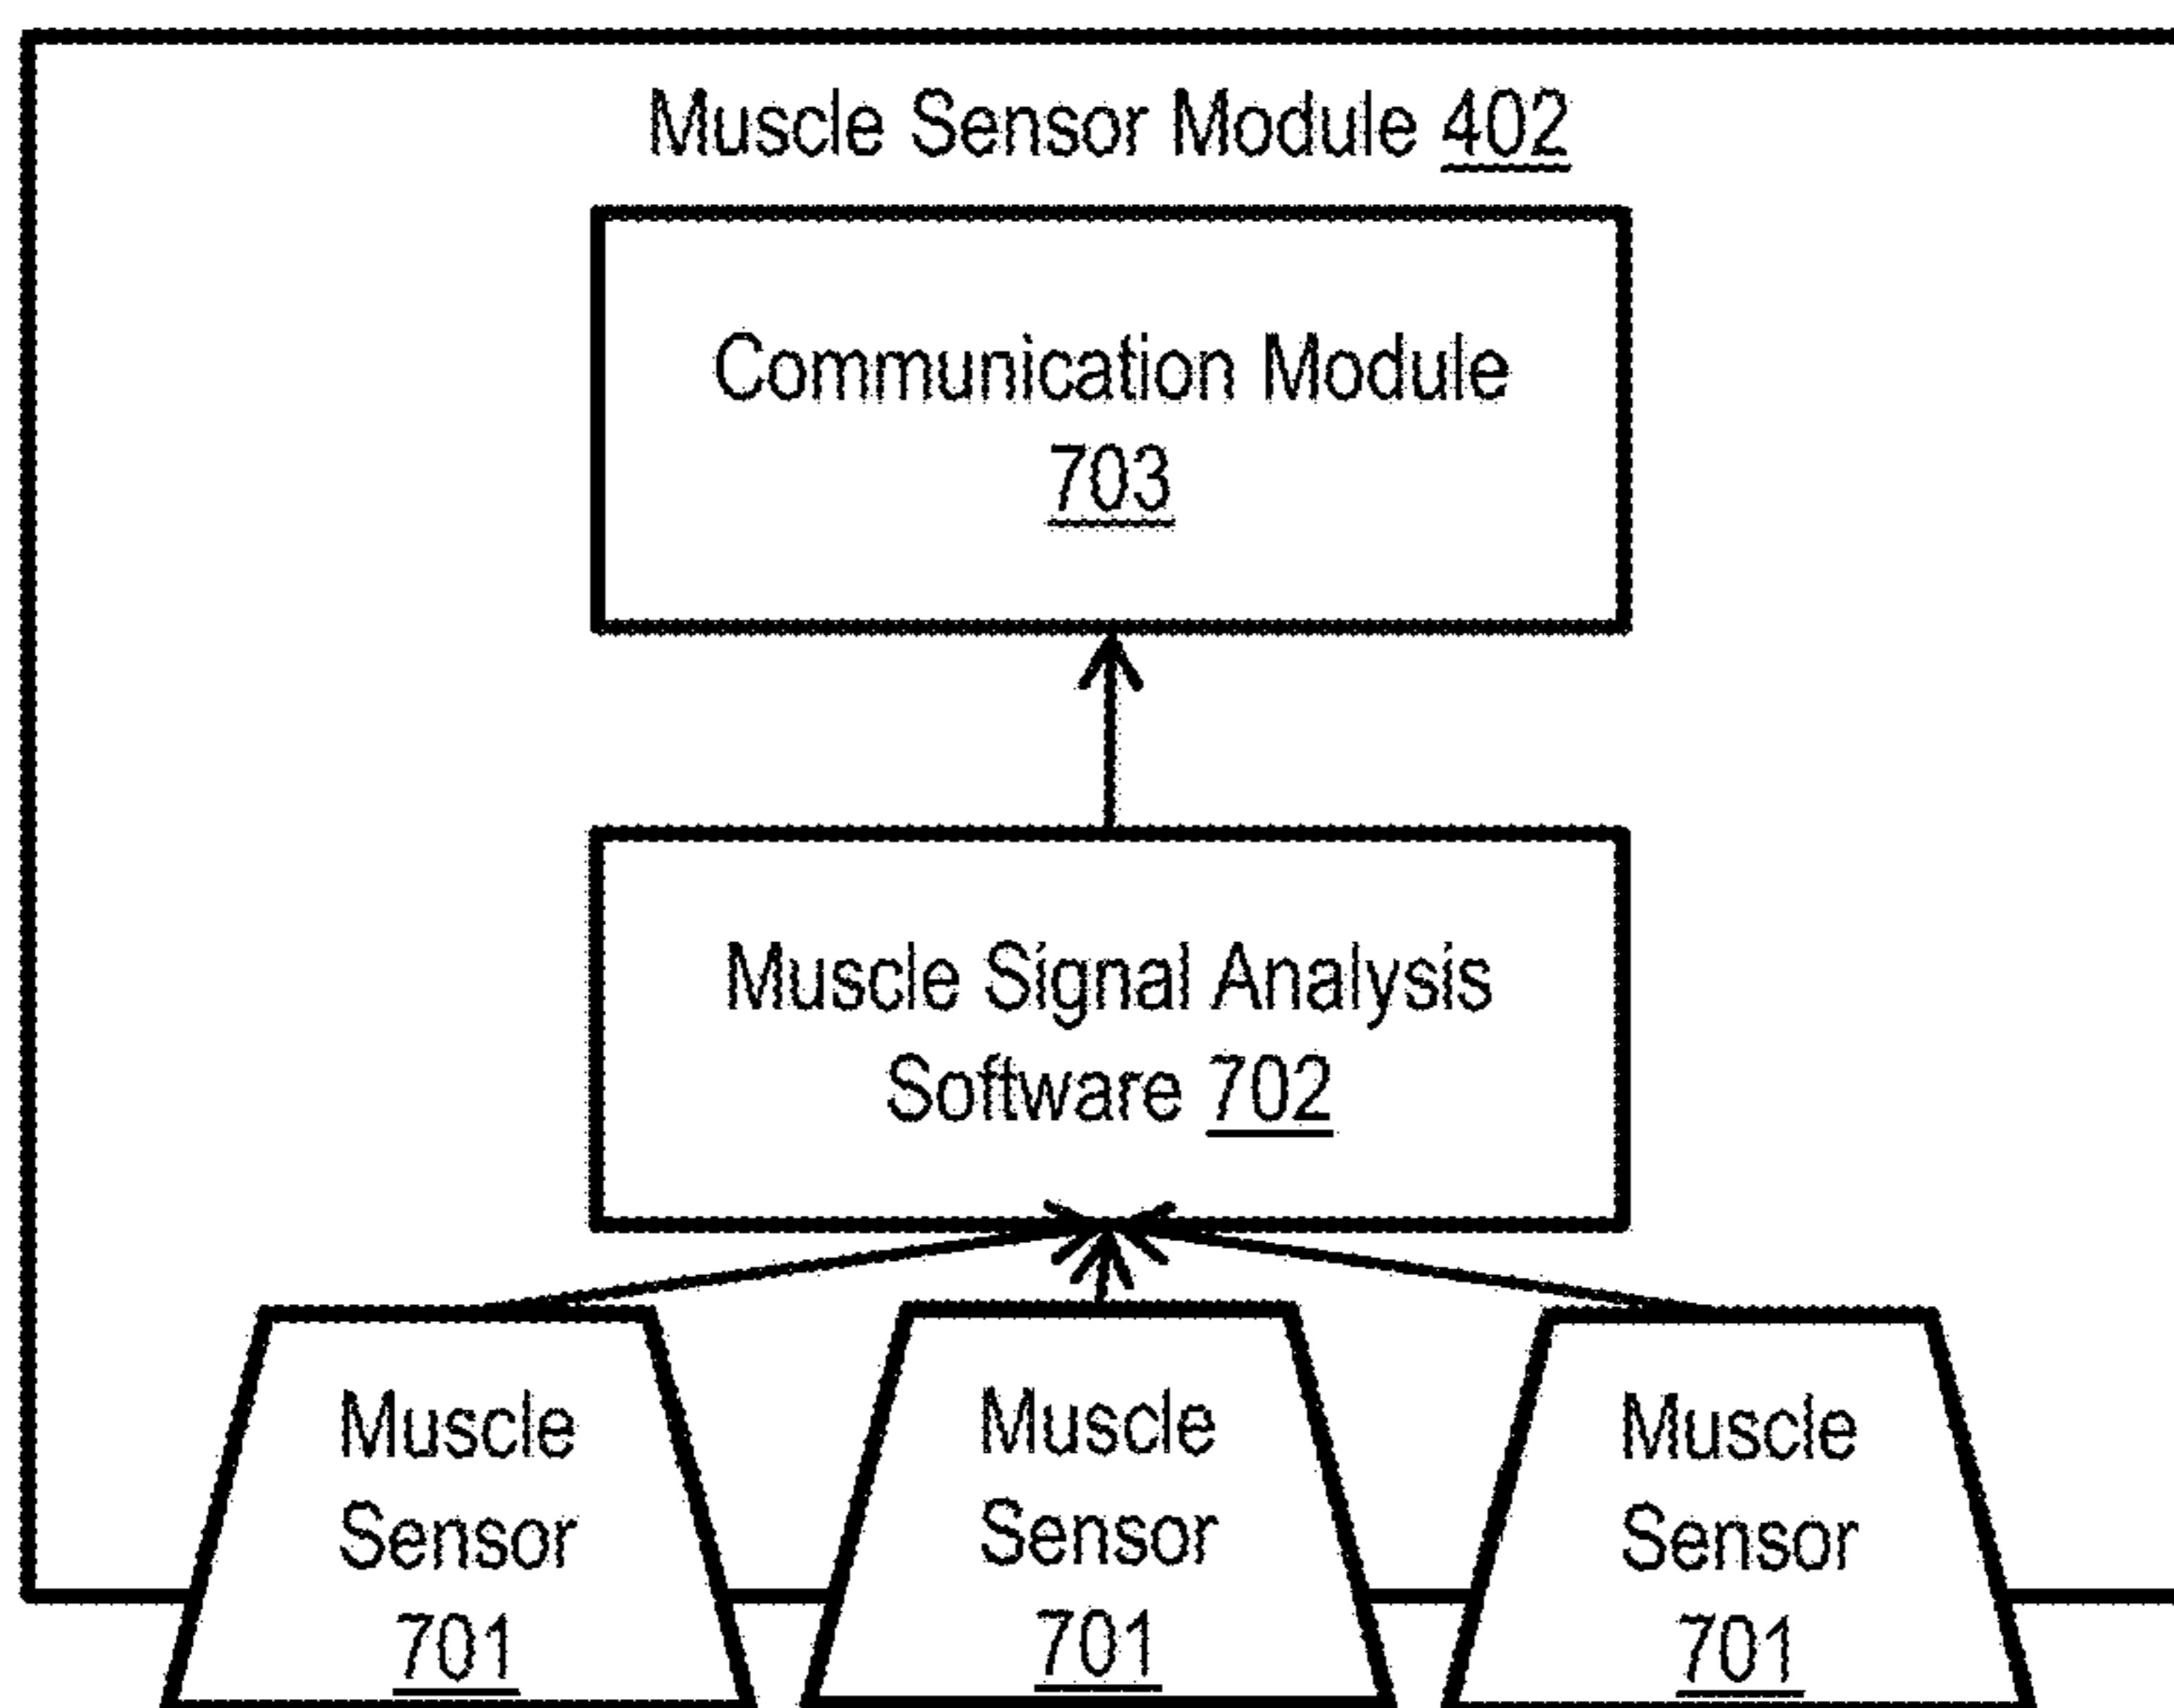 Muscle Sensor Module 402
Communication Module
703
Muscle Signal Analysis
Software 702
Muscle
Sensor
701
Muscle
Sensor
701
Muscle
Sensor
701